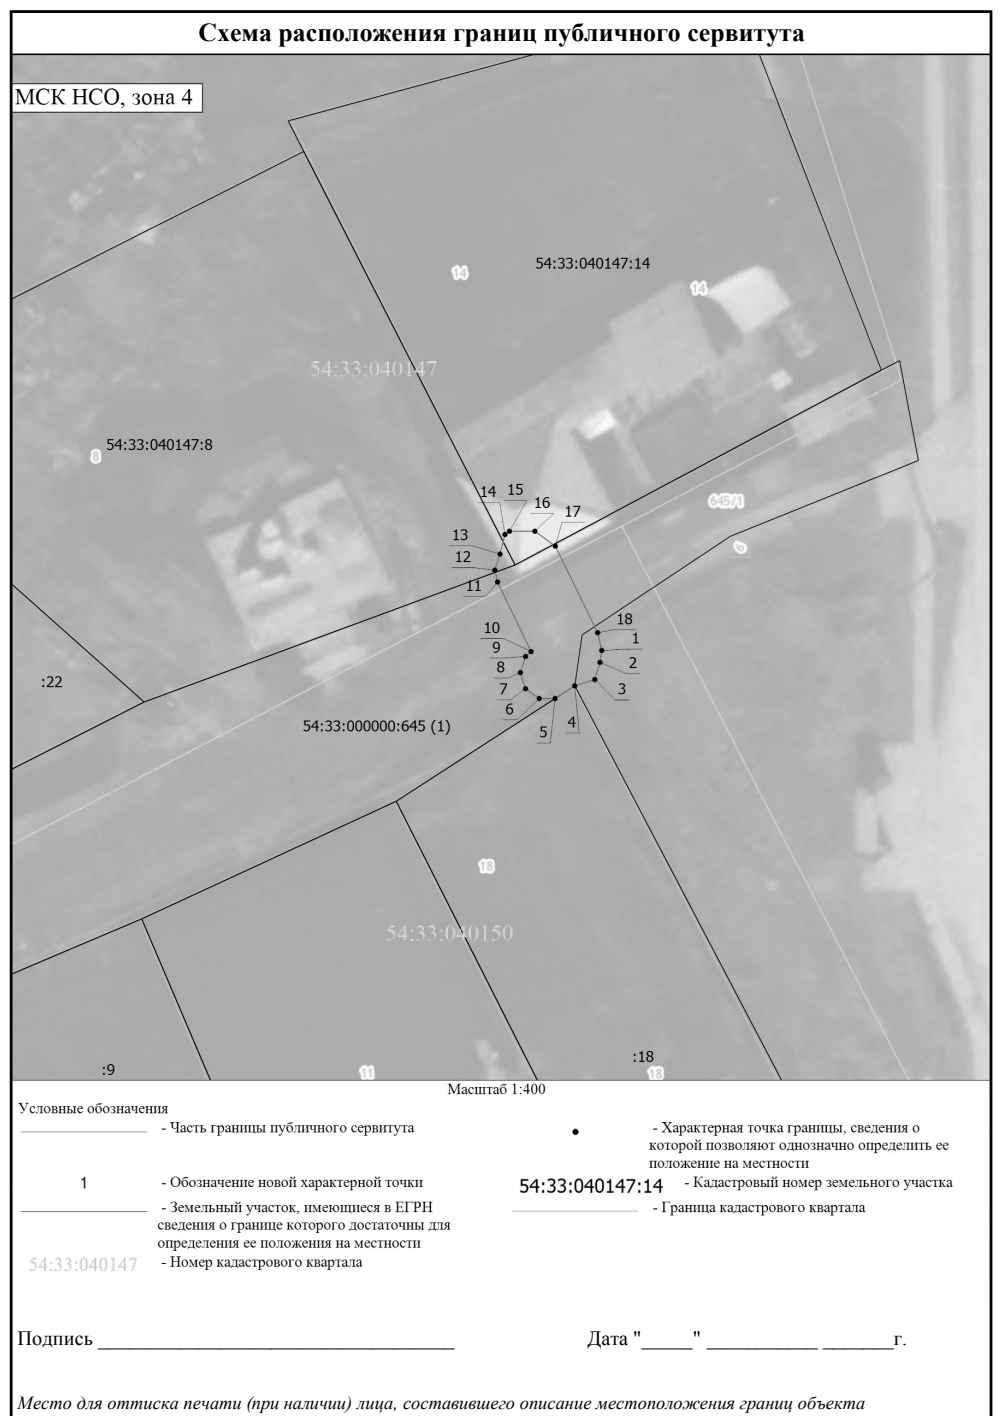 Схема расположения границ публичного сервитута
МСК НСО, зона 4
54:33:040147:14
14
14
54:33:040147
54:33:040147:8
8
645/1
6
14
15
16
17
13
12
11
10
9
8
7
6
5
4
3
2
1
18
:22
54:33:000000:645 (1)
18
54:33:040150
:18
18
:9
11
Масштаб 1:400
Условные обозначения
- Часть границы публичного сервитута
- Характерная точка границы, сведения о
которой позволяют однозначно определить ее
положение на местности
1 - Обозначение новой характерной точки
54:33:040147:14 - Кадастровый номер земельного участка
- Земельный участок, имеющиеся в ЕГРН
сведения о границе которого достаточны для
определения ее положения на местности
- Граница кадастрового квартала
54:33:040147 - Номер кадастрового квартала
Подпись ____________________________________ Дата "_____" ___________ _______г.
Место для оттиска печати (при наличии) лица, составившего описание местоположения границ объекта